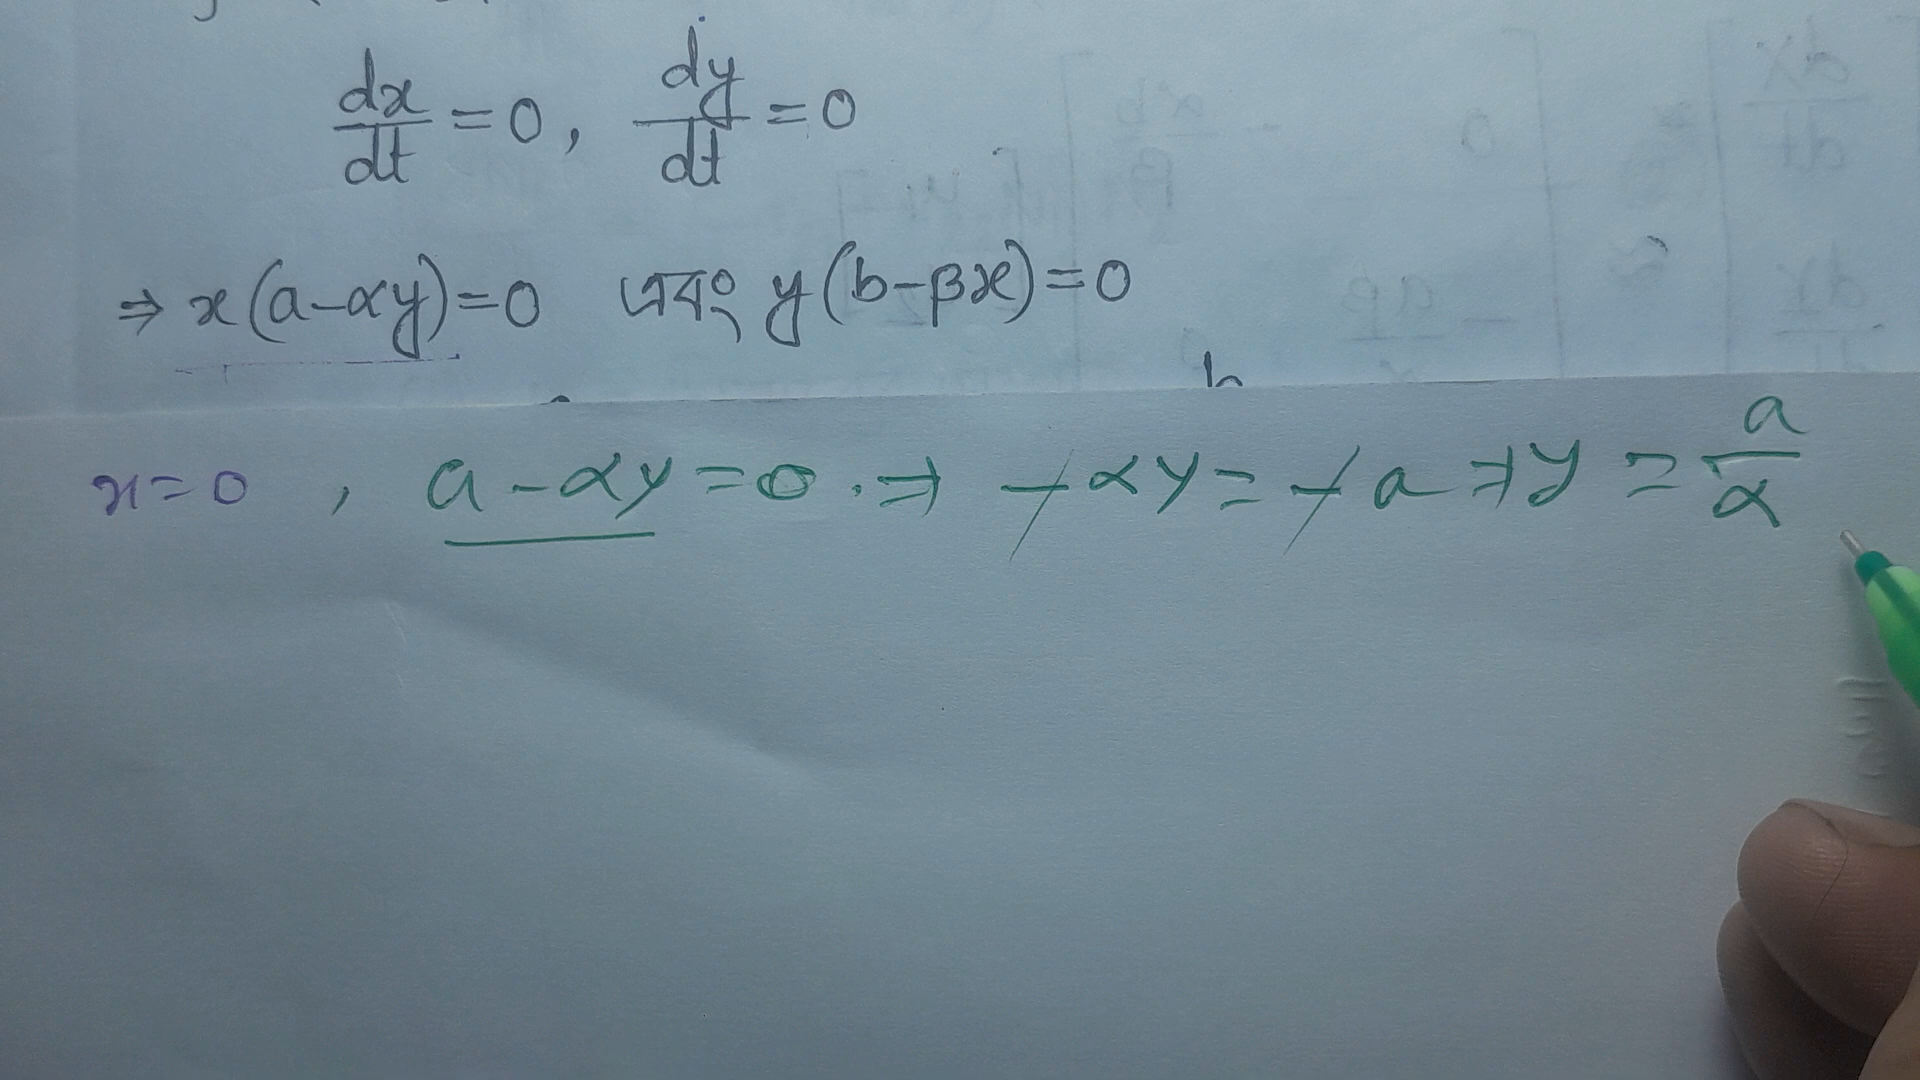 dx/dt = 0, dy/dt = 0
⇒ x(a-αy)=0 এবং y(b-βx)=0
x=0 , a-αy=0 . ⇒ -αy = -a ⇒ y = a/α